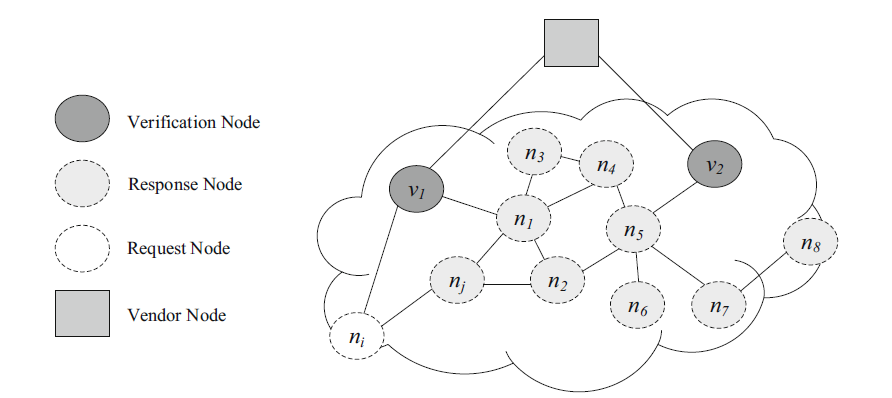 Verification Node
Response Node
Request Node
Vendor Node
n3
n4
v2
v1
n1
n5
n8
nj
n2
n6
n7
ni